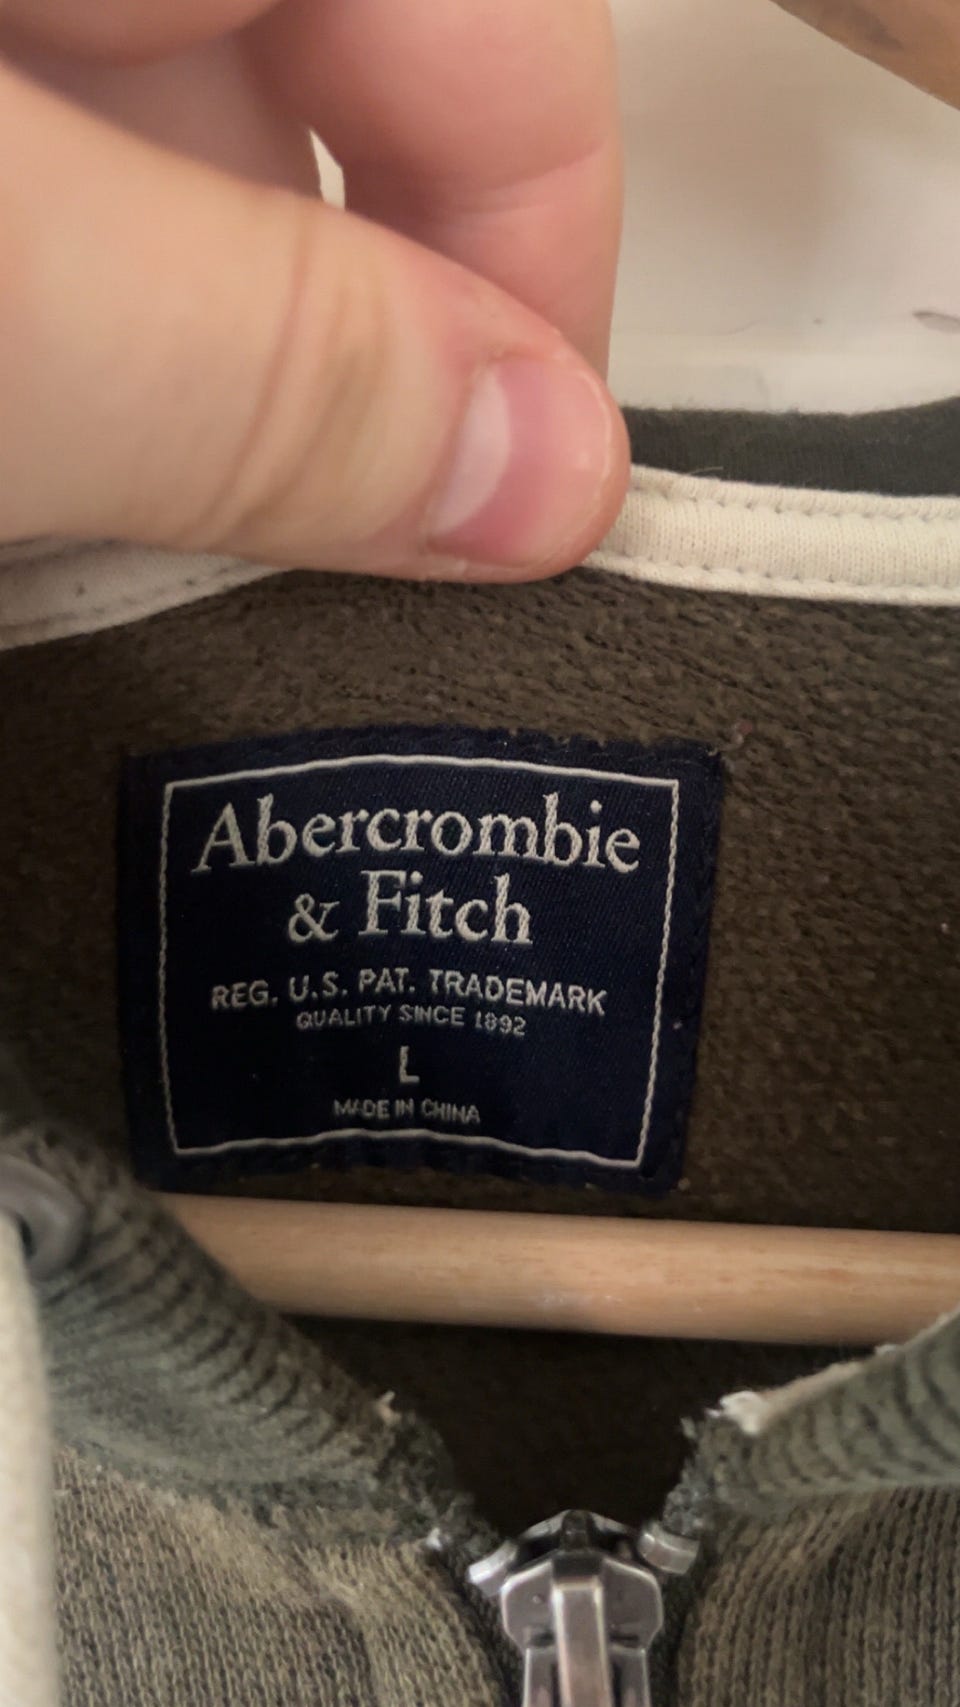 Abercrombie
& Fitch
REG. U.S. PAT. TRADEMARK
QUALITY SINCE 1892
L
MADE IN CHINA